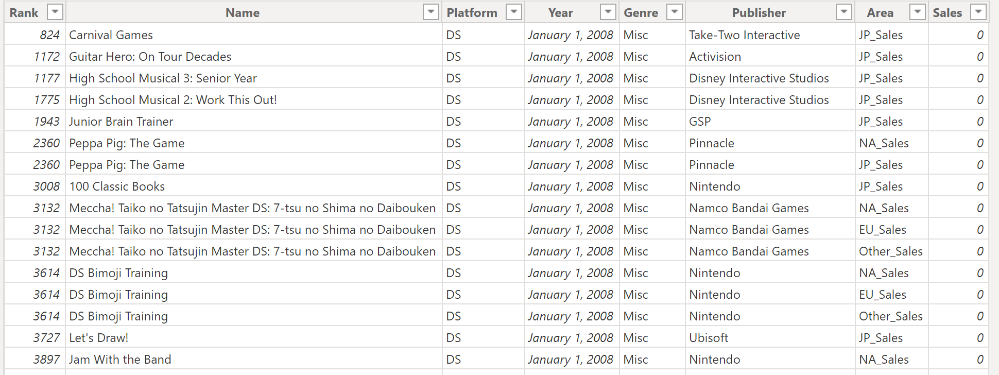 Rank Name Platform Year Genre Publisher Area Sales
824 Carnival Games DS January 1, 2008 Misc Take-Two Interactive JP_Sales 0
1172 Guitar Hero: On Tour Decades DS January 1, 2008 Misc Activision JP_Sales 0
1177 High School Musical 3: Senior Year DS January 1, 2008 Misc Disney Interactive Studios JP_Sales 0
1775 High School Musical 2: Work This Out! DS January 1, 2008 Misc Disney Interactive Studios JP_Sales 0
1943 Junior Brain Trainer DS January 1, 2008 Misc GSP JP_Sales 0
2360 Peppa Pig: The Game DS January 1, 2008 Misc Pinnacle NA_Sales 0
2360 Peppa Pig: The Game DS January 1, 2008 Misc Pinnacle JP_Sales 0
3008 100 Classic Books DS January 1, 2008 Misc Nintendo JP_Sales 0
3132 Meccha! Taiko no Tatsujin Master DS: 7-tsu no Shima no Daibouken DS January 1, 2008 Misc Namco Bandai Games NA_Sales 0
3132 Meccha! Taiko no Tatsujin Master DS: 7-tsu no Shima no Daibouken DS January 1, 2008 Misc Namco Bandai Games EU_Sales 0
3132 Meccha! Taiko no Tatsujin Master DS: 7-tsu no Shima no Daibouken DS January 1, 2008 Misc Namco Bandai Games Other_Sales 0
3614 DS Bimoji Training DS January 1, 2008 Misc Nintendo NA_Sales 0
3614 DS Bimoji Training DS January 1, 2008 Misc Nintendo EU_Sales 0
3614 DS Bimoji Training DS January 1, 2008 Misc Nintendo Other_Sales 0
3727 Let's Draw! DS January 1, 2008 Misc Ubisoft JP_Sales 0
3897 Jam With the Band DS January 1, 2008 Misc Nintendo NA_Sales 0